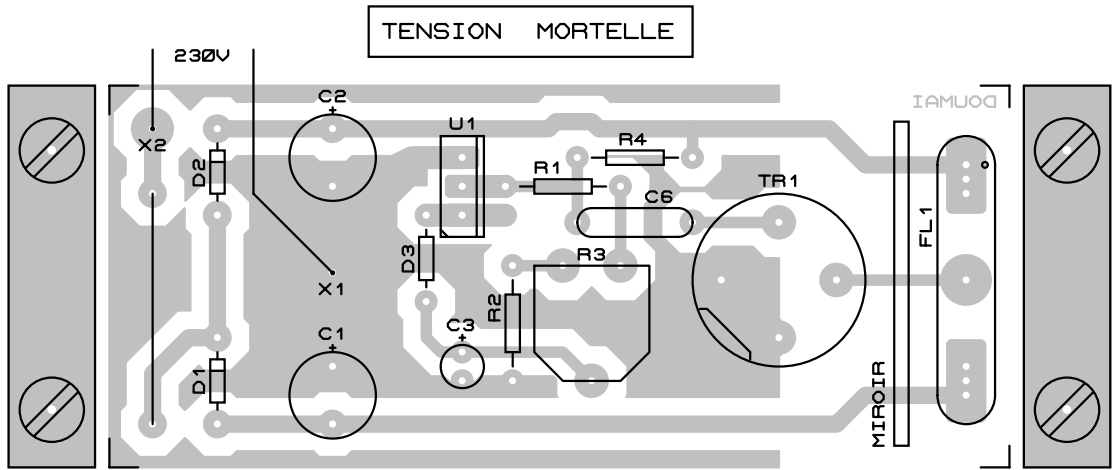 TENSION MORTELLE
230V
DOUMAI
C2
U1
X2
R4
D2
R1
TR1
C6
FL1
D3
R3
X1
R2
C1
C3
D1
MIROIR